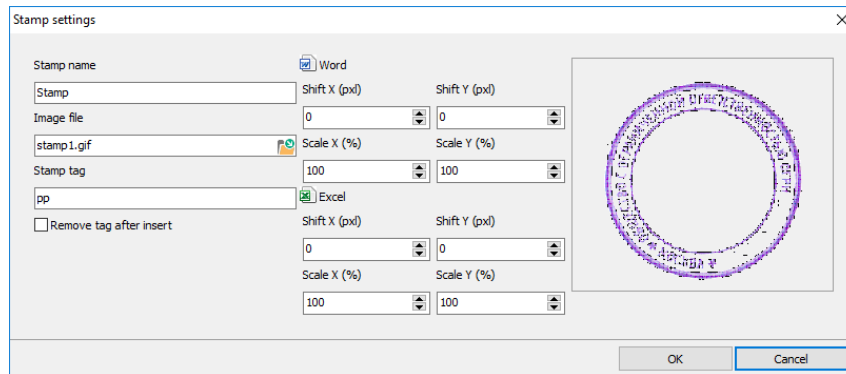 Stamp settings
Stamp name
Stamp
Image file
stamp1.gif
Stamp tag
pp
Remove tag after insert
Word
Shift X (pxl) Shift Y (pxl)
0 0
Scale X (%) Scale Y (%)
100 100
Excel
Shift X (pxl) Shift Y (pxl)
0 0
Scale X (%) Scale Y (%)
100 100
OK Cancel